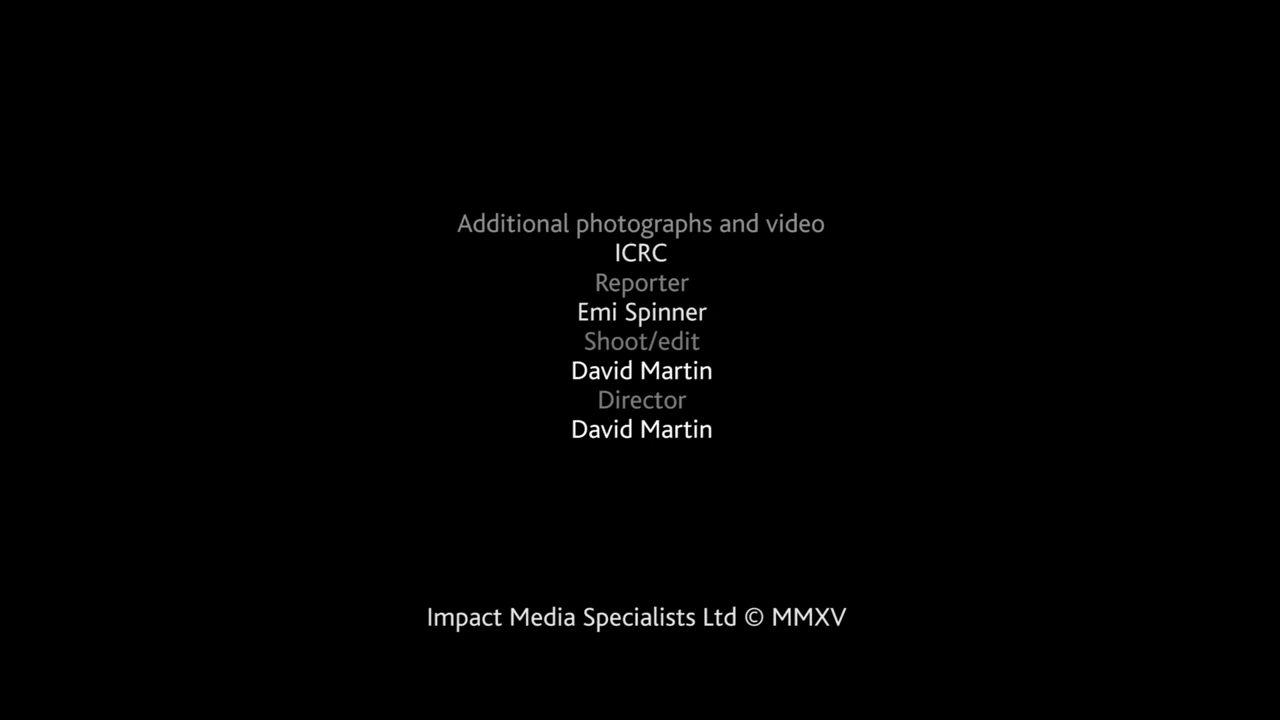 Additional photographs and video
ICRC
Reporter
Emi Spinner
Shoot/edit
David Martin
Director
David Martin
Impact Media Specialists Ltd © MMXV